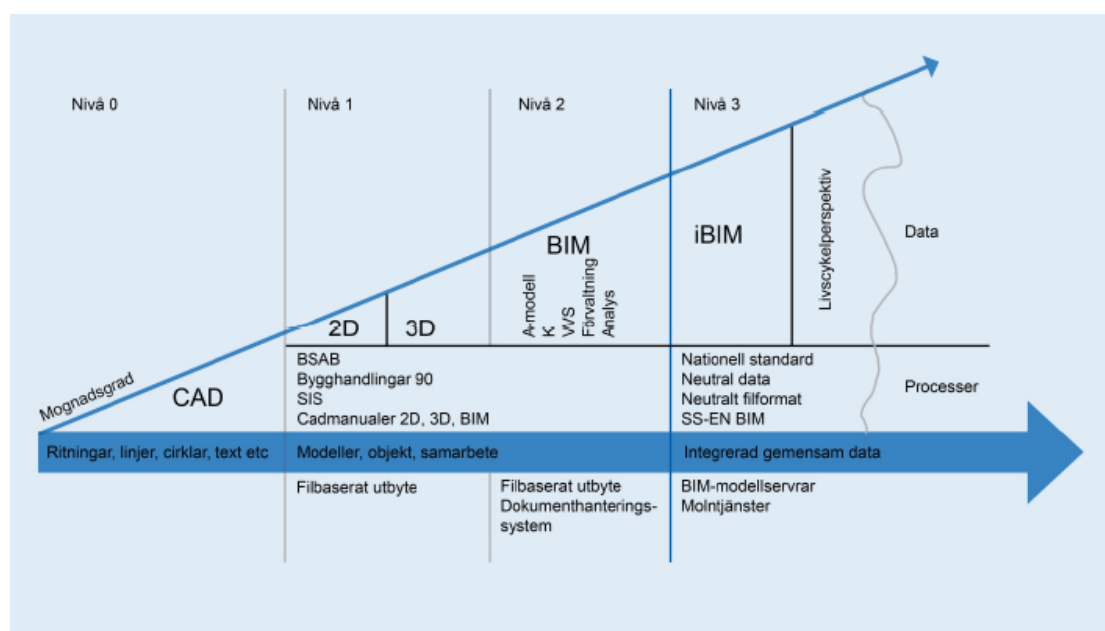 Nivå 0
Nivå 1
Nivå 2
Nivå 3
Mognadsgrad
CAD
2D
3D
BIM
A-modell
K
VVS
Förvaltning
Analys
iBIM
Livscykelperspektiv
Data
BSAB
Bygghandlingar 90
SIS
Cadmanualer 2D, 3D, BIM
Nationell standard
Neutral data
Neutralt filformat
SS-EN BIM
Processer
Ritningar, linjer, cirklar, text etc
Modeller, objekt, samarbete
Integrerad gemensam data
Filbaserat utbyte
Filbaserat utbyte
Dokumenthanterings-
system
BIM-modellservrar
Molntjänster